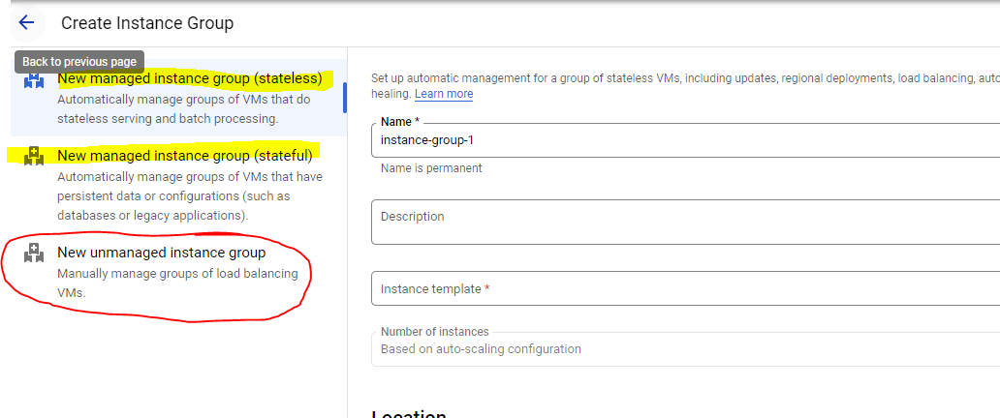 Create Instance Group
Back to previous page
New managed instance group (stateless)
Automatically manage groups of VMs that do
stateless serving and batch processing.
New managed instance group (stateful)
Automatically manage groups of VMs that have
persistent data or configurations (such as
databases or legacy applications).
New unmanaged instance group
Manually manage groups of load balancing
VMs.
Set up automatic management for a group of stateless VMs, including updates, regional deployments, load balancing, auto
healing. Learn more
Name *
instance-group-1
Name is permanent
Description
Instance template *
Number of instances
Based on auto-scaling configuration
Location